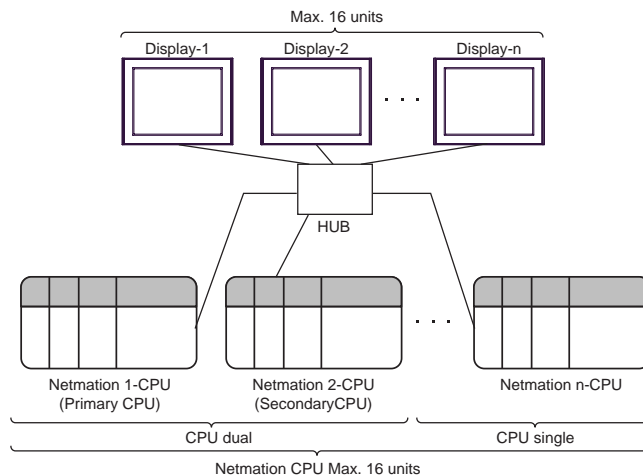 Max. 16 units
Display-1 Display-2 Display-n
. . .
HUB
. . .
Netmation 1-CPU Netmation 2-CPU Netmation n-CPU
(Primary CPU) (SecondaryCPU)
CPU dual CPU single
Netmation CPU Max. 16 units